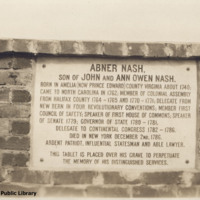 ABNER NASH,
SON OF JOHN AND ANN OWEN NASH.
BORN IN AMELIA (NOW PRINCE EDWARD) COUNTY VIRGINIA ABOUT 1740.
CAME TO NORTH CAROLINA IN 1762. MEMBER OF COLONIAL ASSEMBLY
FROM HALIFAX COUNTY 1764 - 1765 AND 1770 - 1771; DELEGATE FROM
NEW BERN IN FOUR REVOLUTIONARY CONVENTIONS; MEMBER FIRST
COUNCIL OF SAFETY; SPEAKER OF FIRST HOUSE OF COMMONS; SPEAKER
OF SENATE 1779; GOVERNOR OF STATE 1780 - 1781;
DELEGATE TO CONTINENTAL CONGRESS 1782 - 1786.
DIED IN NEW YORK DECEMBER 2ND. 1786.
ARDENT PATRIOT, INFLUENTIAL STATESMAN AND ABLE LAWYER.
THIS TABLET IS PLACED OVER HIS GRAVE TO PERPETUATE
THE MEMORY OF HIS DISTINGUISHED SERVICES.
Public Library